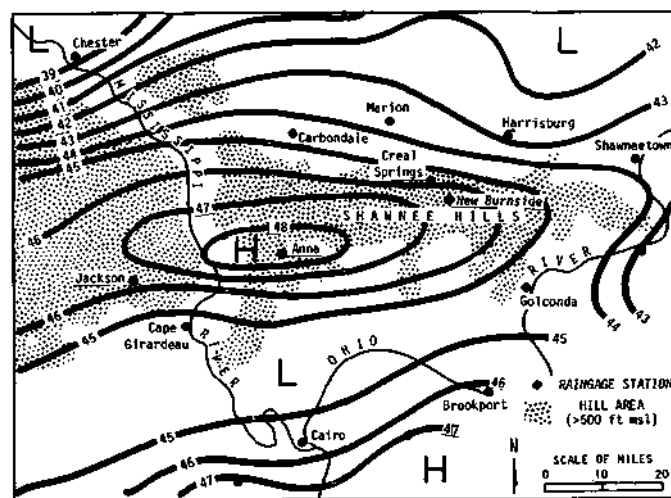 L
L
Chester
42
39
40
41
42
43
44
45
MISSISSIPPI
43
Marion
Harrisburg
Carbondale
Shawneetown
Creal
Springs
47
New Burnside
46
48
SHAWNEE HILLS
H
Anna
RIVER
Jackson
Golconda
46
45
Cape
Girardeau
44
43
RIVER
OHIO
45
L
46
RAINGAGE STATION
Brookport
HILL AREA
(>500 ft msl)
45
Cairo
47
46
N
SCALE OF MILES
47
H
0 10 20